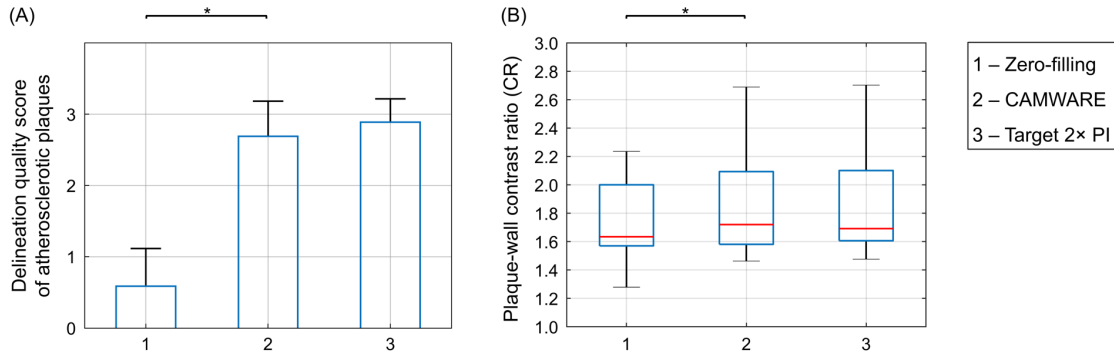 (A)
*
Delineation quality score
of atherosclerotic plaques
3
2
1
0
1
2
3
(B)
*
Plaque-wall contrast ratio (CR)
3.0
2.8
2.6
2.4
2.2
2.0
1.8
1.6
1.4
1.2
1.0
1
2
3
1 – Zero-filling
2 – CAMWARE
3 – Target 2× PI